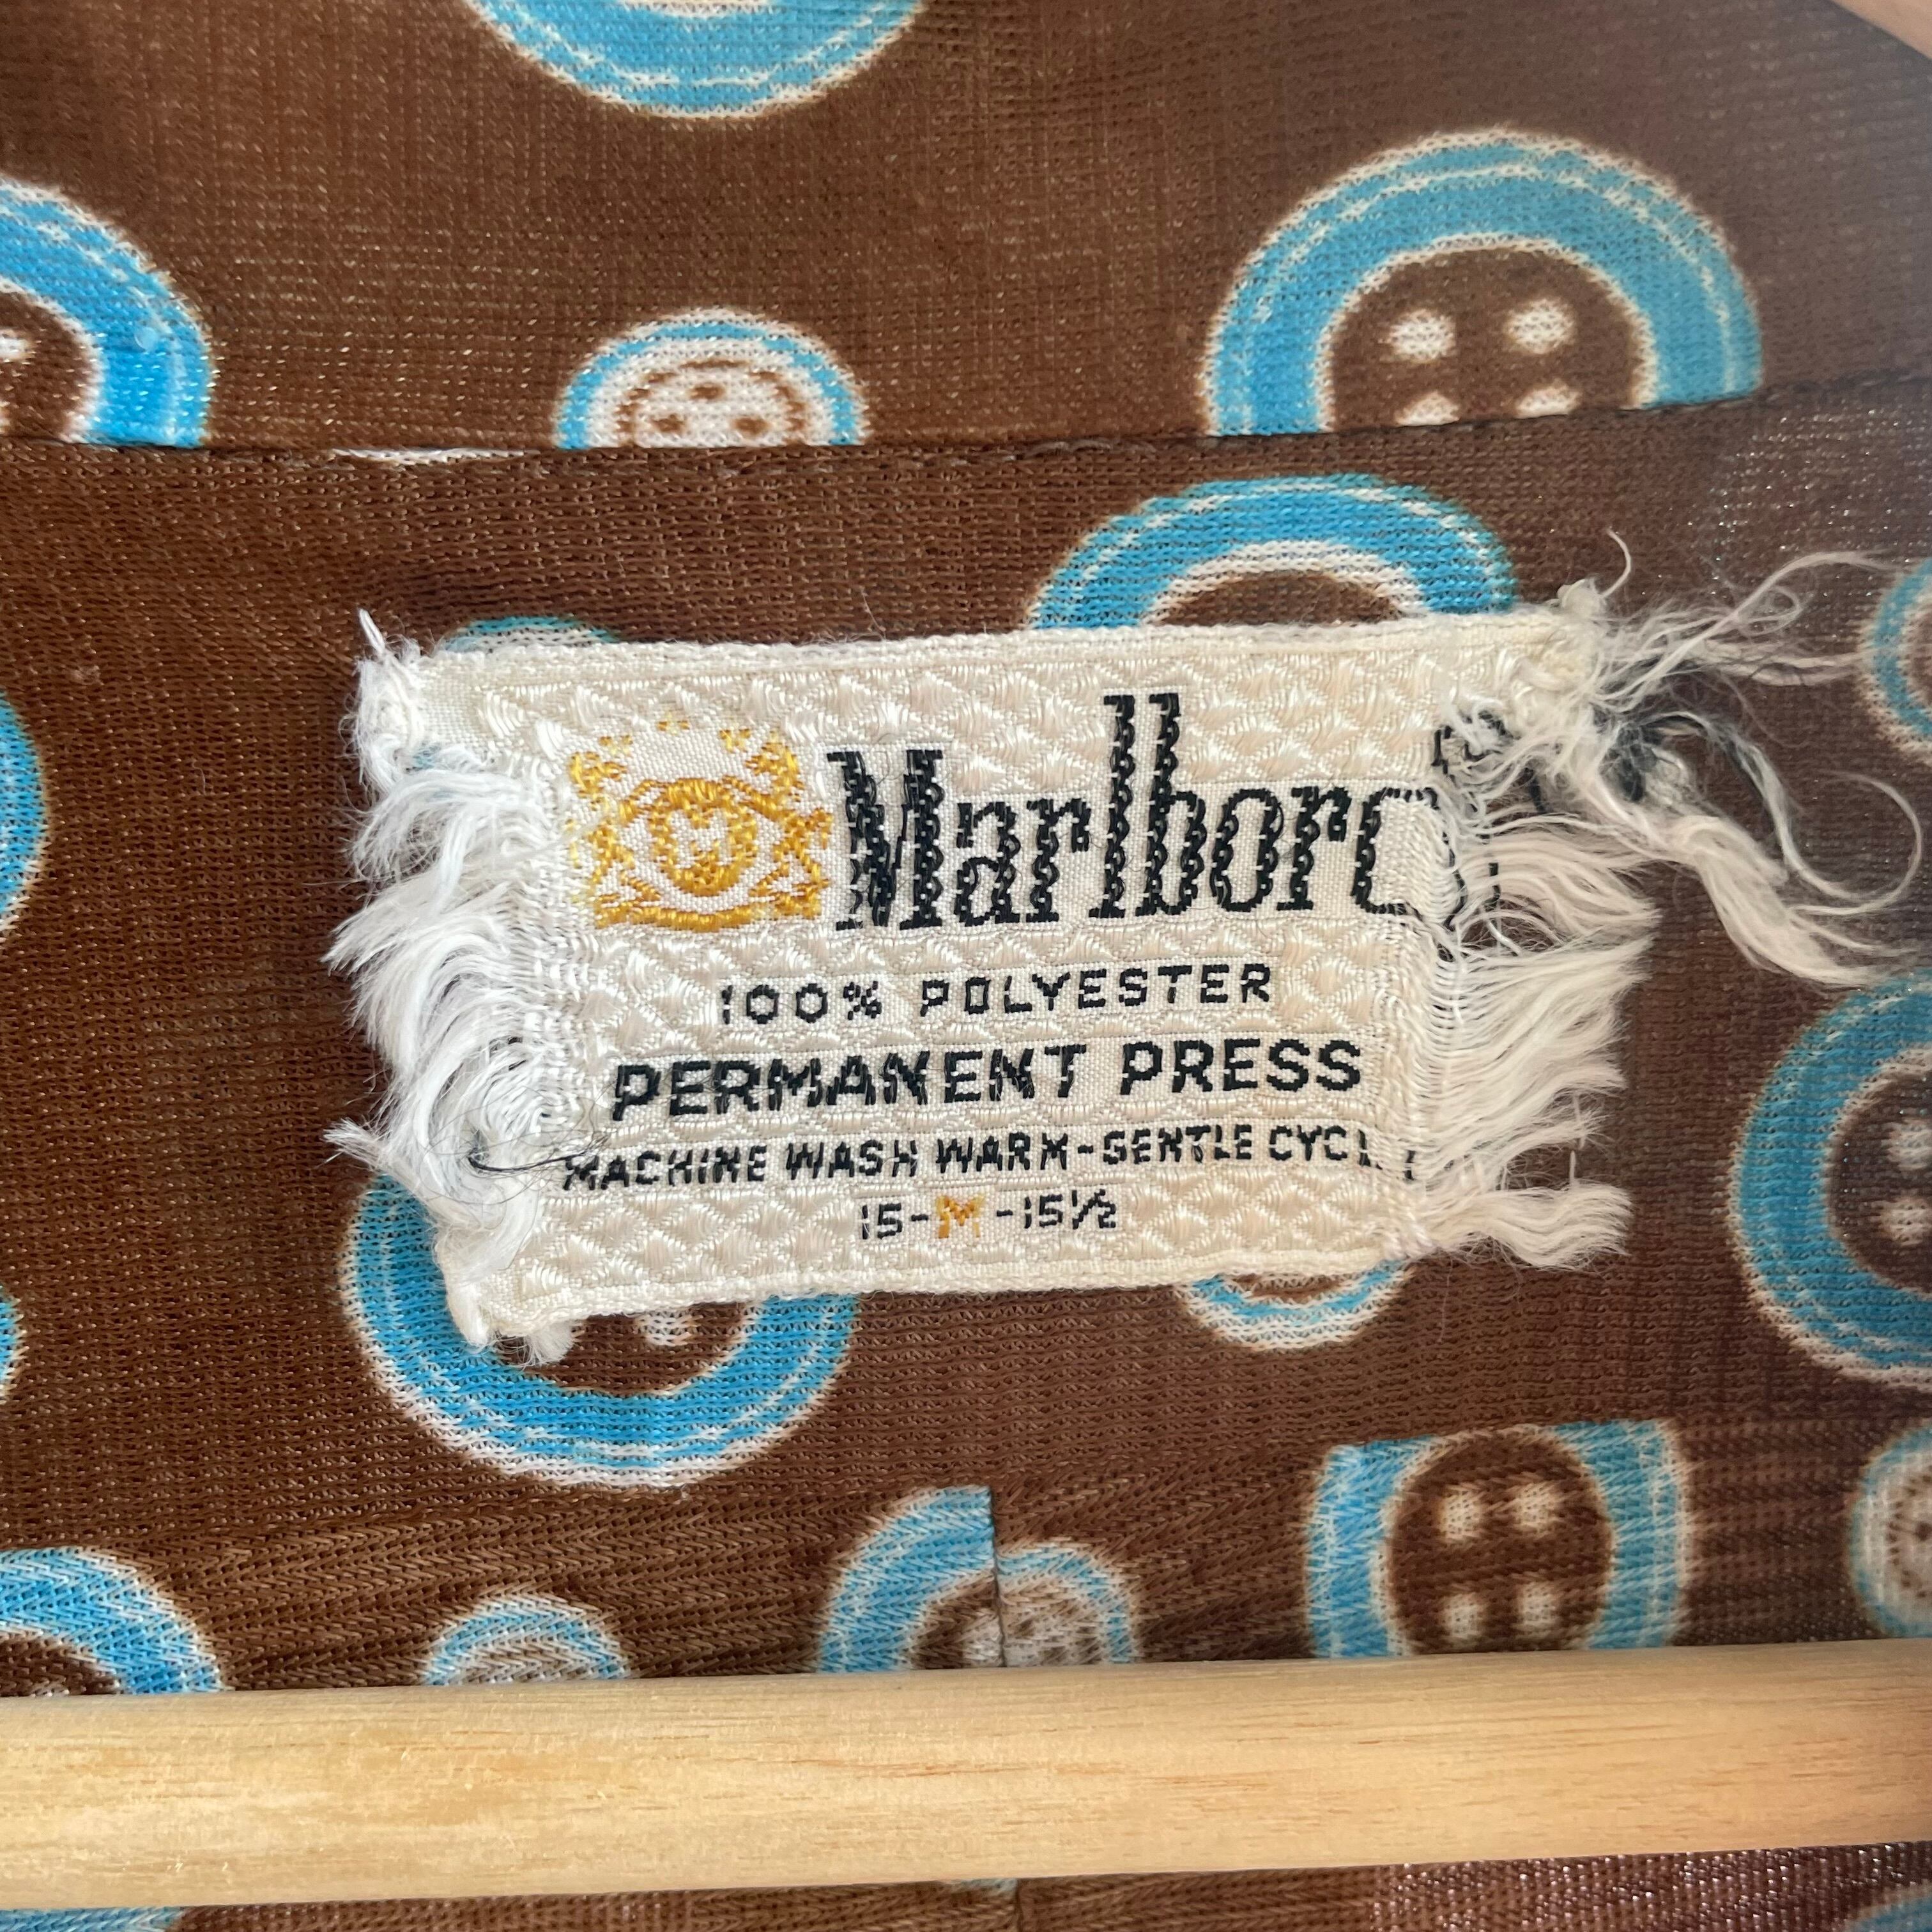 Marlboro
100% POLYESTER
PERMANENT PRESS
MACHINE WASH WARM-GENTLE CYCLE
15-M-15½